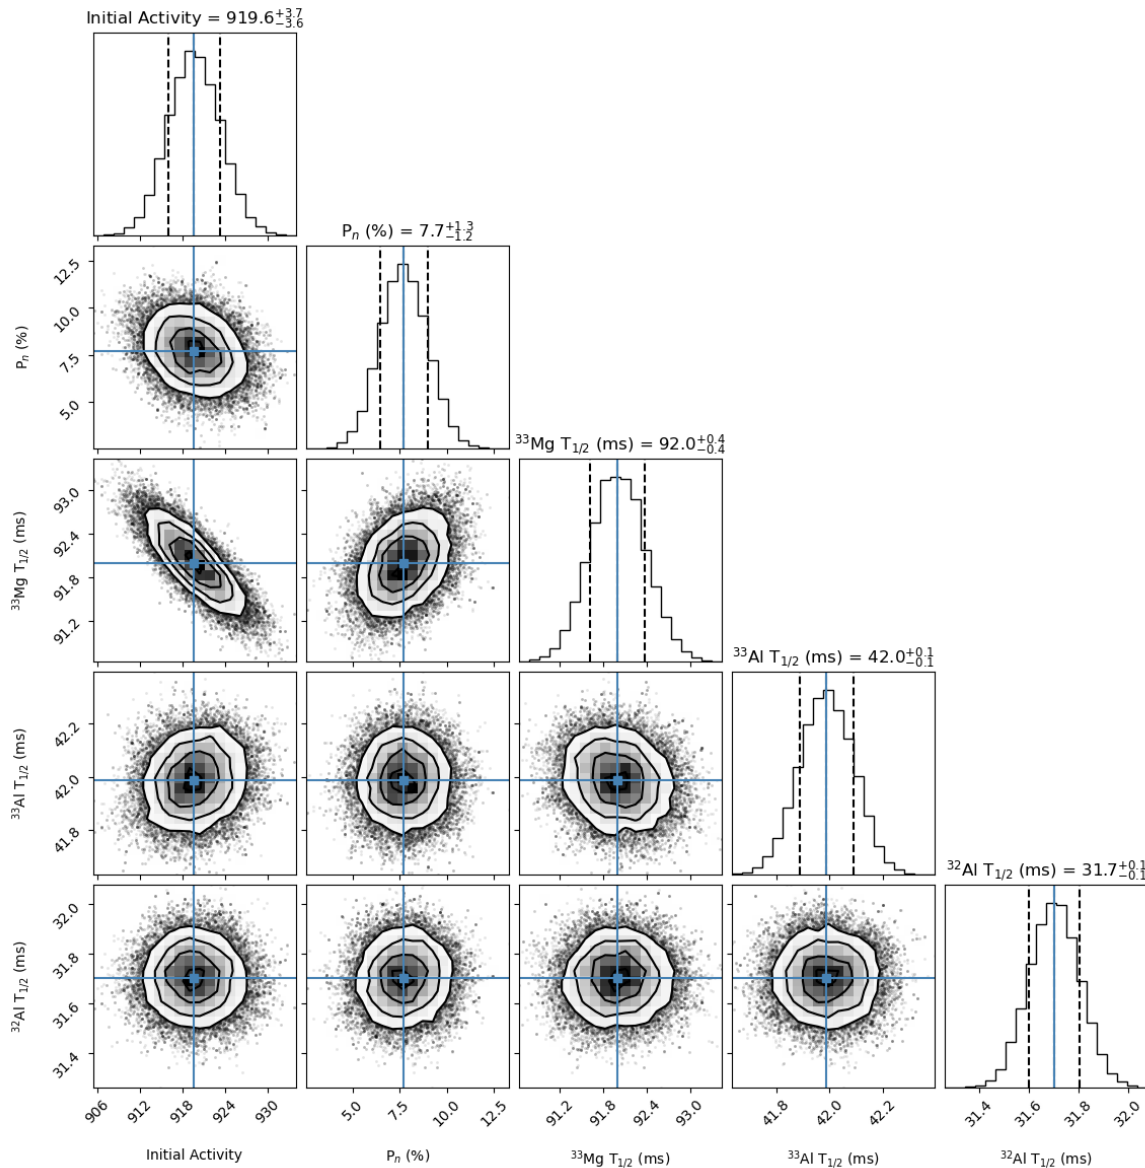 Initial Activity = 919.6 +3.7 −3.6
Pₙ (%) = 7.7 +1.3 −1.2
12.5
10.0
7.5
5.0
Pₙ (%)
³³Mg T₁/₂ (ms) = 92.0 +0.4 −0.4
93.0
92.4
91.8
91.2
³³Mg T₁/₂ (ms)
³³Al T₁/₂ (ms) = 42.0 +0.1 −0.1
42.2
42.0
41.8
³³Al T₁/₂ (ms)
³²Al T₁/₂ (ms) = 31.7 +0.1 −0.1
32.0
31.8
31.6
31.4
³²Al T₁/₂ (ms)
906 912 918 924 930
5.0 7.5 10.0 12.5
91.2 91.8 92.4 93.0
41.8 42.0 42.2
31.4 31.6 31.8 32.0
Initial Activity
Pₙ (%)
³³Mg T₁/₂ (ms)
³³Al T₁/₂ (ms)
³²Al T₁/₂ (ms)